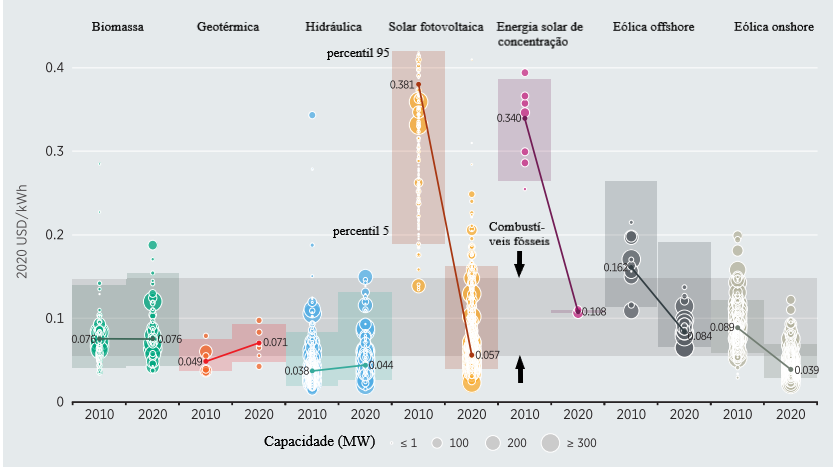 Biomassa
Geotérmica
Hidráulica
Solar fotovoltaica
Energia solar de
concentração
Eólica offshore
Eólica onshore
percentil 95
0.4
0.381
0.340
0.3
2020 USD/kWh
percentil 5
Combustí-
veis fósseis
0.2
0.162
0.1
0.076
0.076
0.049
0.071
0.038
0.044
0.057
0.108
0.084
0.089
0.039
0
2010 2020 2010 2020 2010 2020 2010 2020 2010 2020 2010 2020 2010 2020
Capacidade (MW) ≤ 1 100 200 ≥ 300